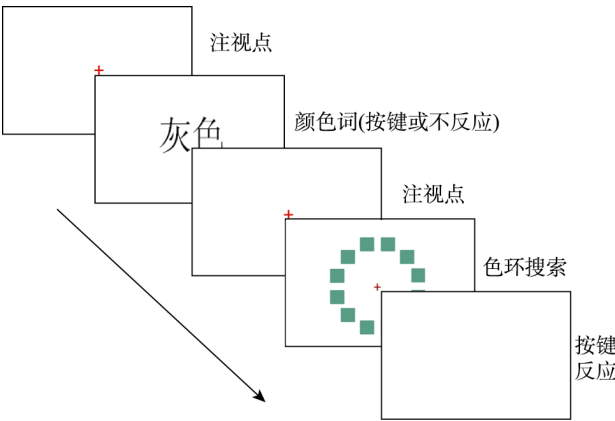 注视点
灰色
颜色词(按键或不反应)
注视点
色环搜索
按键
反应